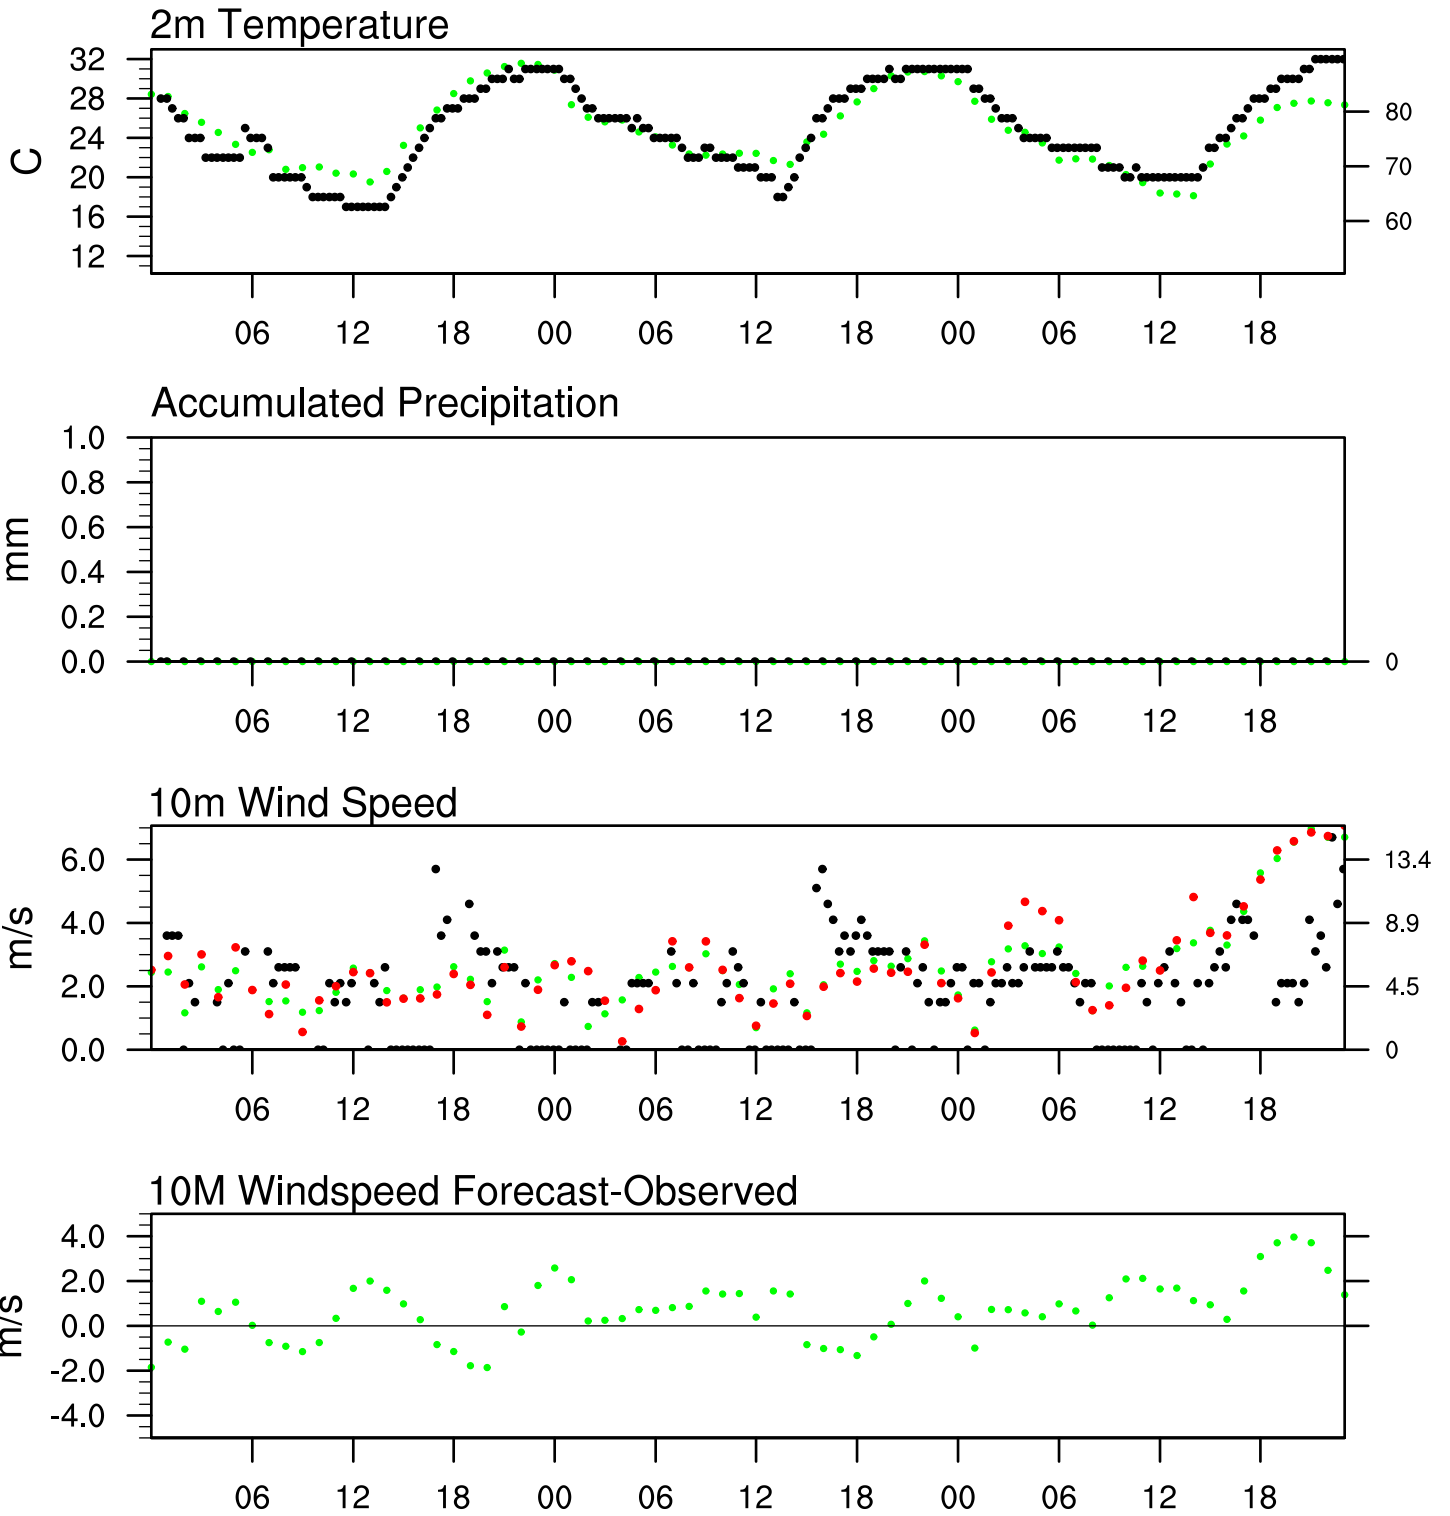 2m Temperature
32
28
24
20
16
12
C
80
70
60
06 12 18 00 06 12 18 00 06 12 18
Accumulated Precipitation
1.0
0.8
0.6
0.4
0.2
0.0
mm
0
06 12 18 00 06 12 18 00 06 12 18
10m Wind Speed
6.0
4.0
2.0
0.0
m/s
13.4
8.9
4.5
0
06 12 18 00 06 12 18 00 06 12 18
10M Windspeed Forecast-Observed
4.0
2.0
0.0
-2.0
-4.0
m/s
06 12 18 00 06 12 18 00 06 12 18